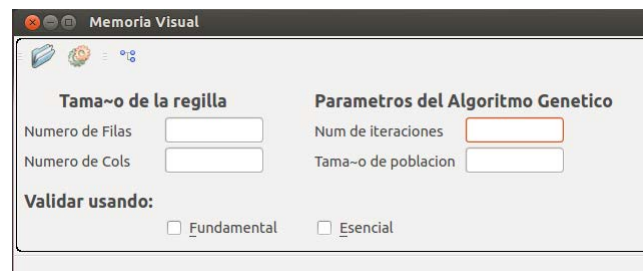 Memoria Visual
Tama~o de la regilla
Parametros del Algoritmo Genetico
Numero de Filas
Num de iteraciones
Numero de Cols
Tama~o de poblacion
Validar usando:
Fundamental
Esencial